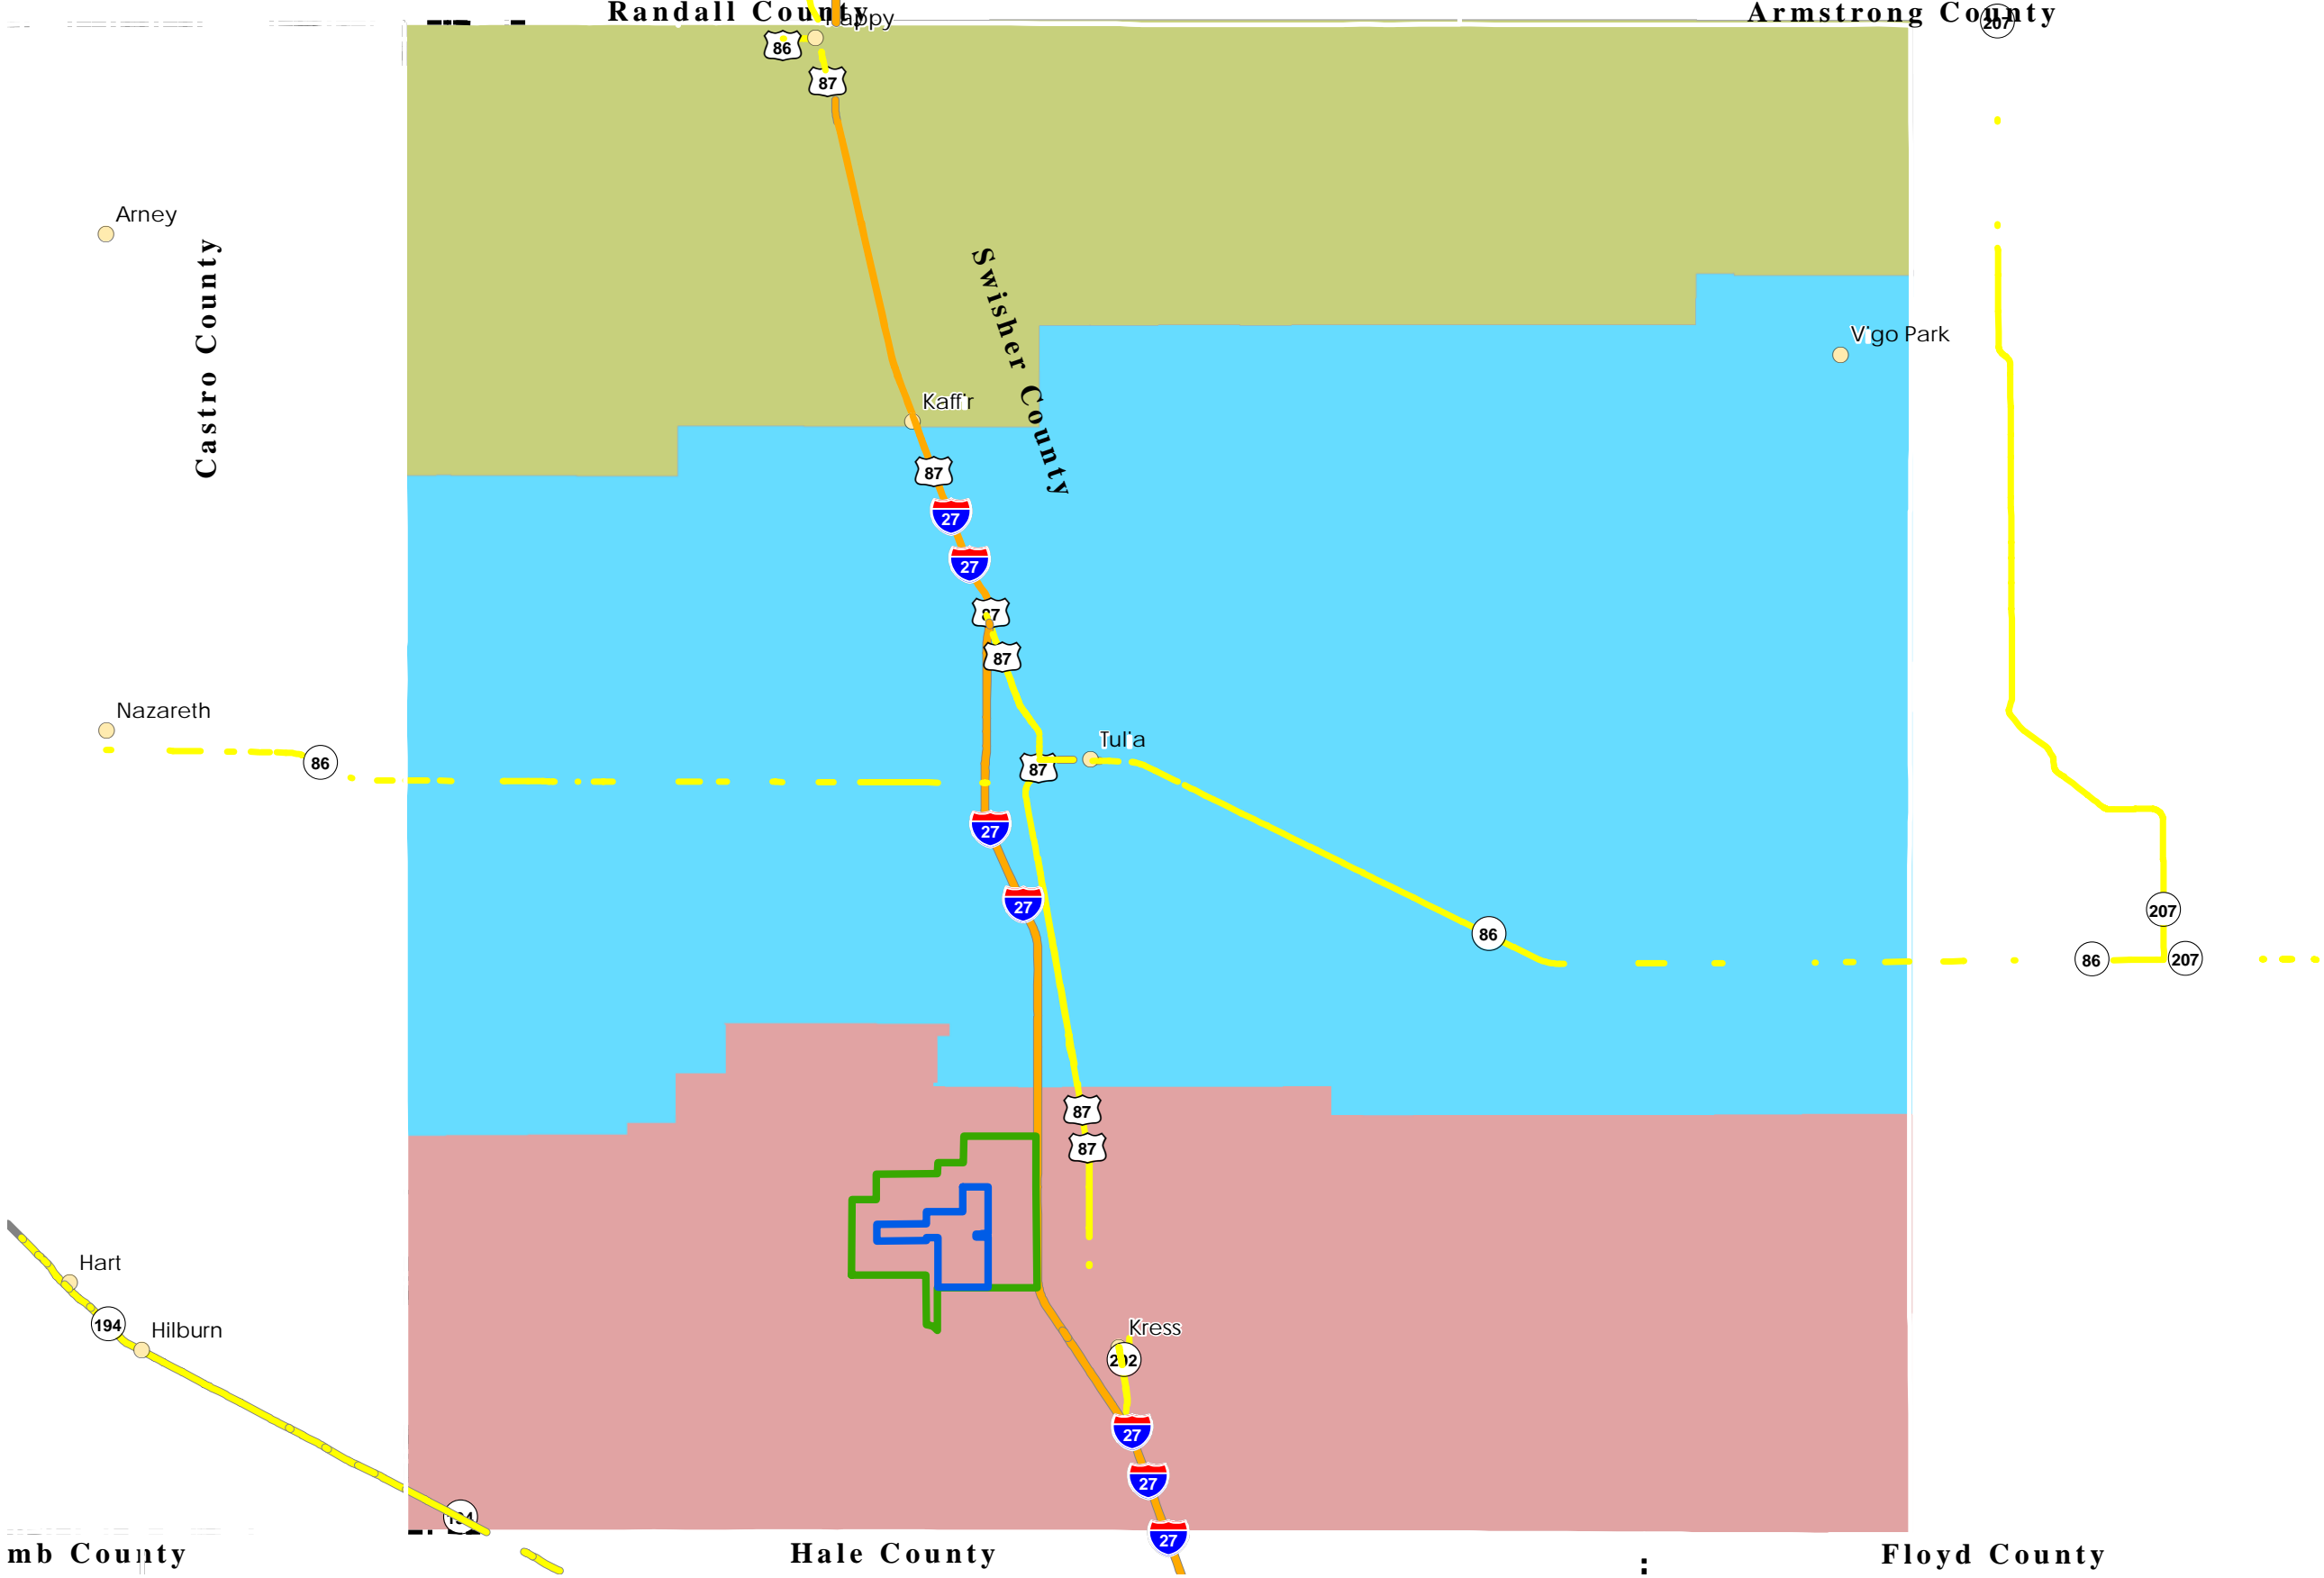 Randall County
Armstrong County
Happy
207
86
87
Arney
Castro County
Swisher County
Vigo Park
Kaffir
87
27
27
87
87
Nazareth
Tulia
86
87
27
27
207
86
86
207
87
87
Hart
194
Hilburn
Kress
202
27
27
194
27
mb County
Hale County
Floyd County